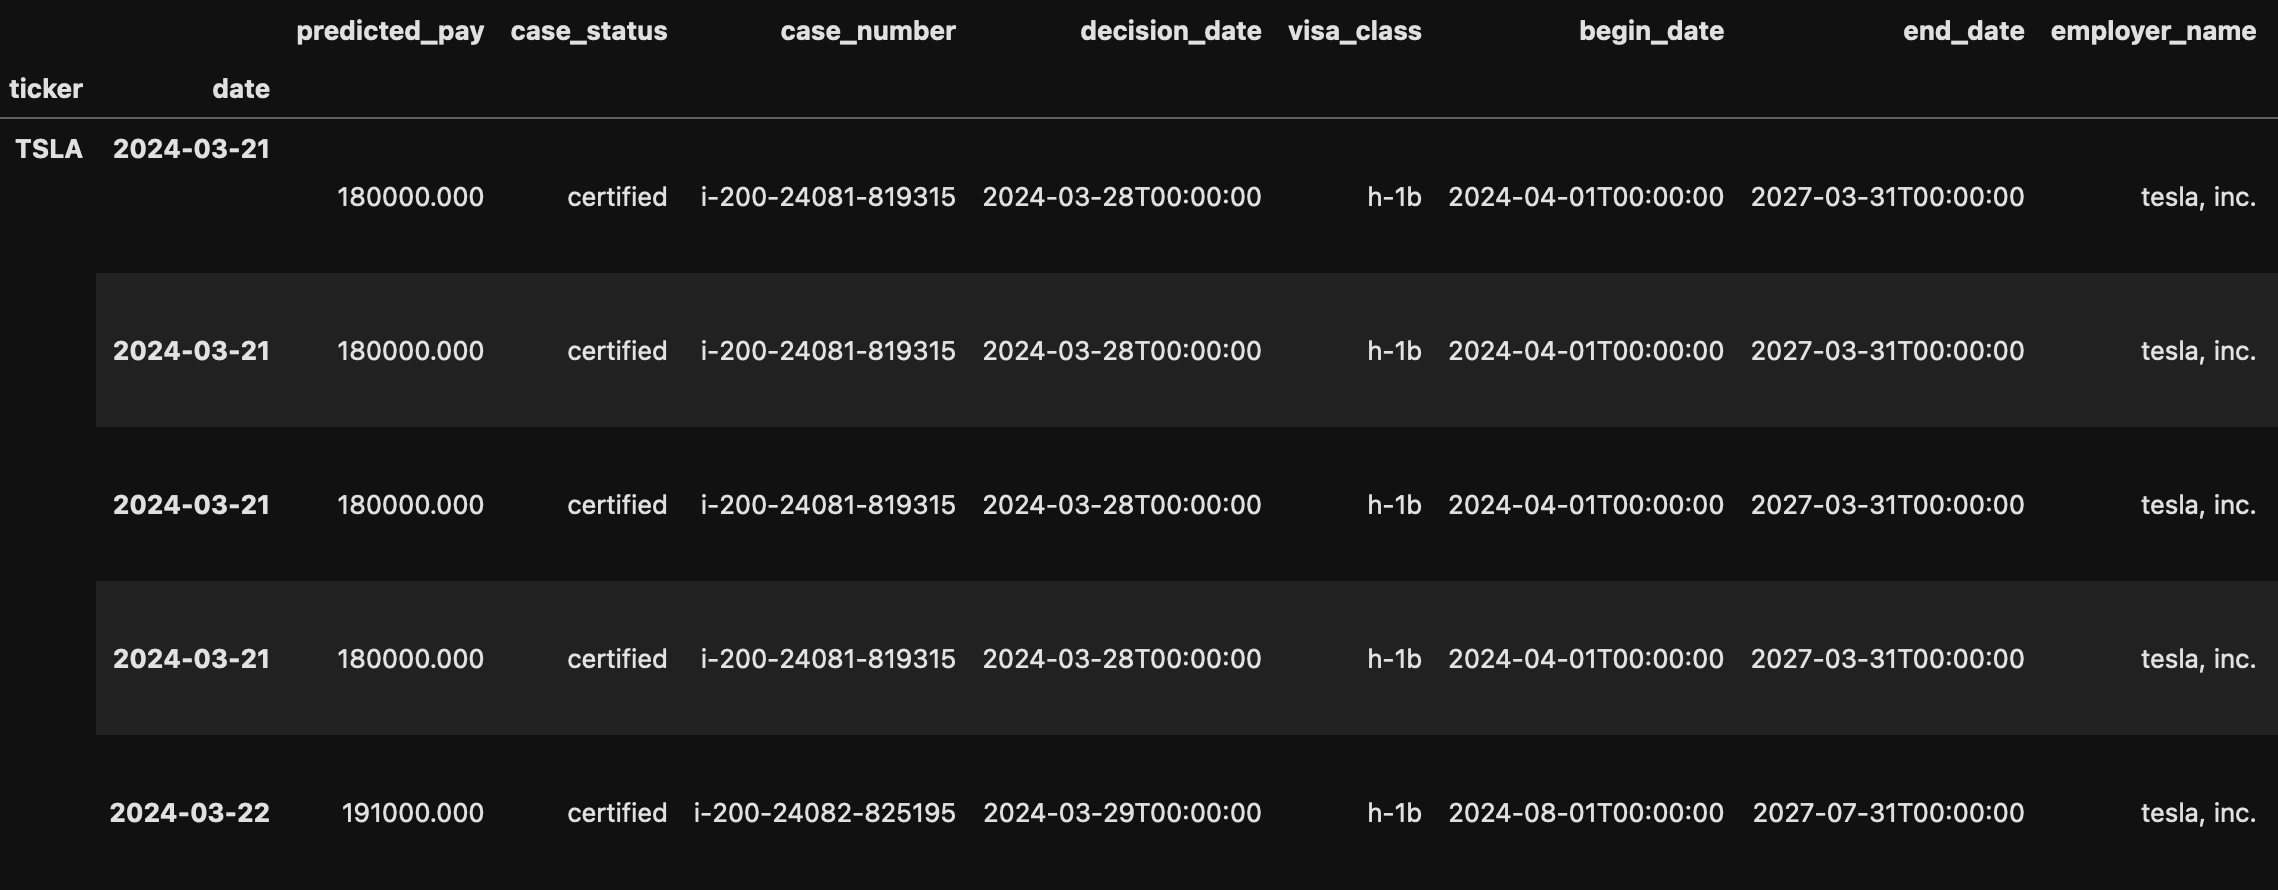 predicted_pay case_status case_number decision_date visa_class begin_date end_date employer_name
ticker date
TSLA 2024-03-21
180000.000 certified i-200-24081-819315 2024-03-28T00:00:00 h-1b 2024-04-01T00:00:00 2027-03-31T00:00:00 tesla, inc.
2024-03-21 180000.000 certified i-200-24081-819315 2024-03-28T00:00:00 h-1b 2024-04-01T00:00:00 2027-03-31T00:00:00 tesla, inc.
2024-03-21 180000.000 certified i-200-24081-819315 2024-03-28T00:00:00 h-1b 2024-04-01T00:00:00 2027-03-31T00:00:00 tesla, inc.
2024-03-21 180000.000 certified i-200-24081-819315 2024-03-28T00:00:00 h-1b 2024-04-01T00:00:00 2027-03-31T00:00:00 tesla, inc.
2024-03-22 191000.000 certified i-200-24082-825195 2024-03-29T00:00:00 h-1b 2024-08-01T00:00:00 2027-07-31T00:00:00 tesla, inc.